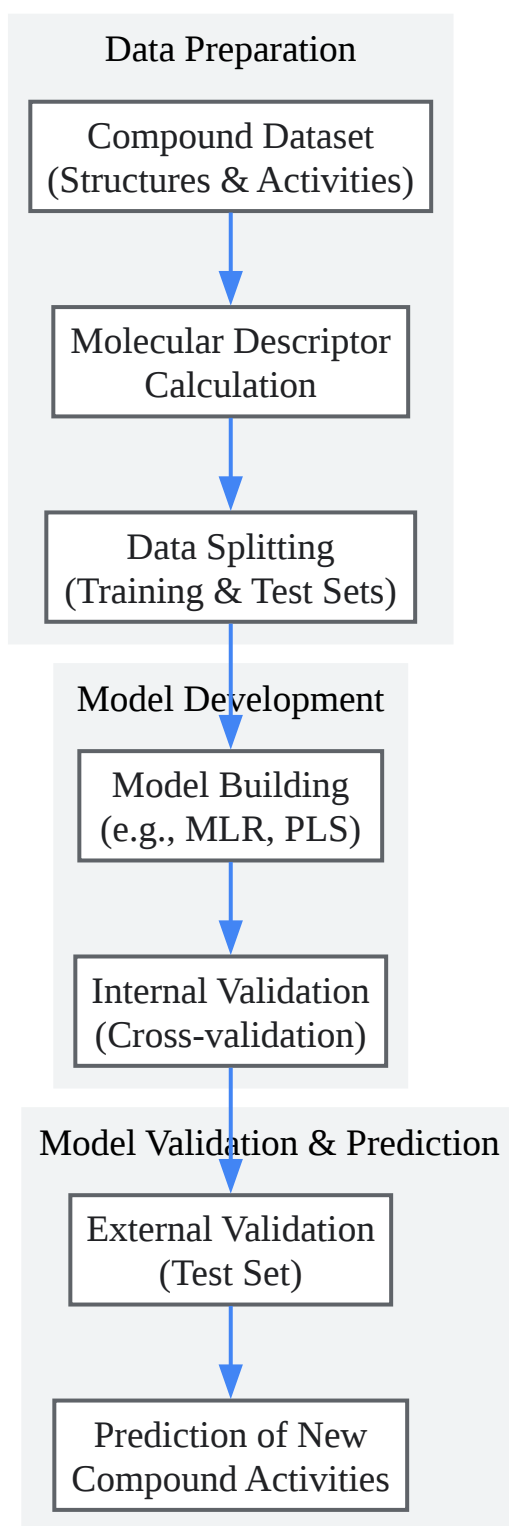 Data Preparation
Compound Dataset
(Structures & Activities)
Molecular Descriptor
Calculation
Data Splitting
(Training & Test Sets)
Model Development
Model Building
(e.g., MLR, PLS)
Internal Validation
(Cross-validation)
Model Validation & Prediction
External Validation
(Test Set)
Prediction of New
Compound Activities